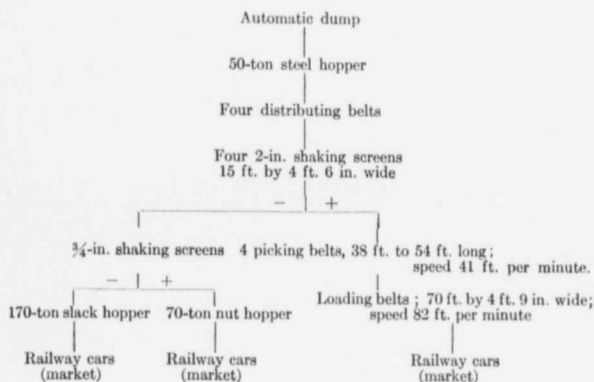 Automatic dump
50-ton steel hopper
Four distributing belts
Four 2-in. shaking screens
15 ft. by 4 ft. 6 in. wide
− +
¾-in. shaking screens 4 picking belts, 38 ft. to 54 ft. long;
speed 41 ft. per minute.
− +
Loading belts ; 70 ft. by 4 ft. 9 in. wide;
170-ton slack hopper 70-ton nut hopper speed 82 ft. per minute
Railway cars Railway cars Railway cars
(market) (market) (market)